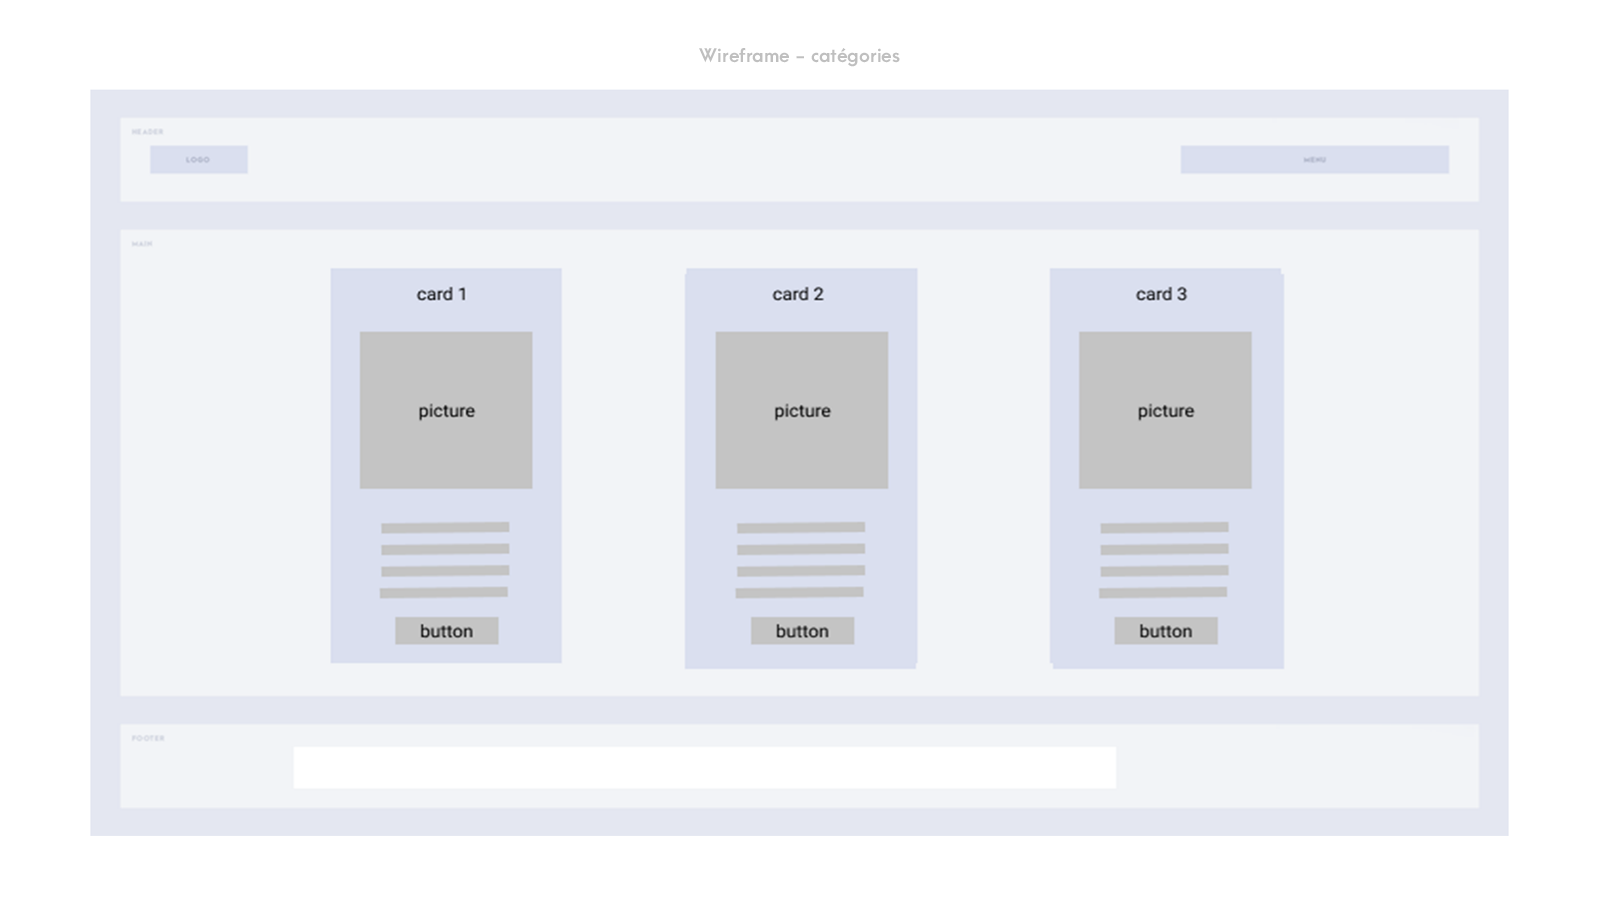 Wireframe - catégories
HEADER
LOGO
MENU
MAIN
card 1
card 2
card 3
picture
picture
picture
button
button
button
FOOTER